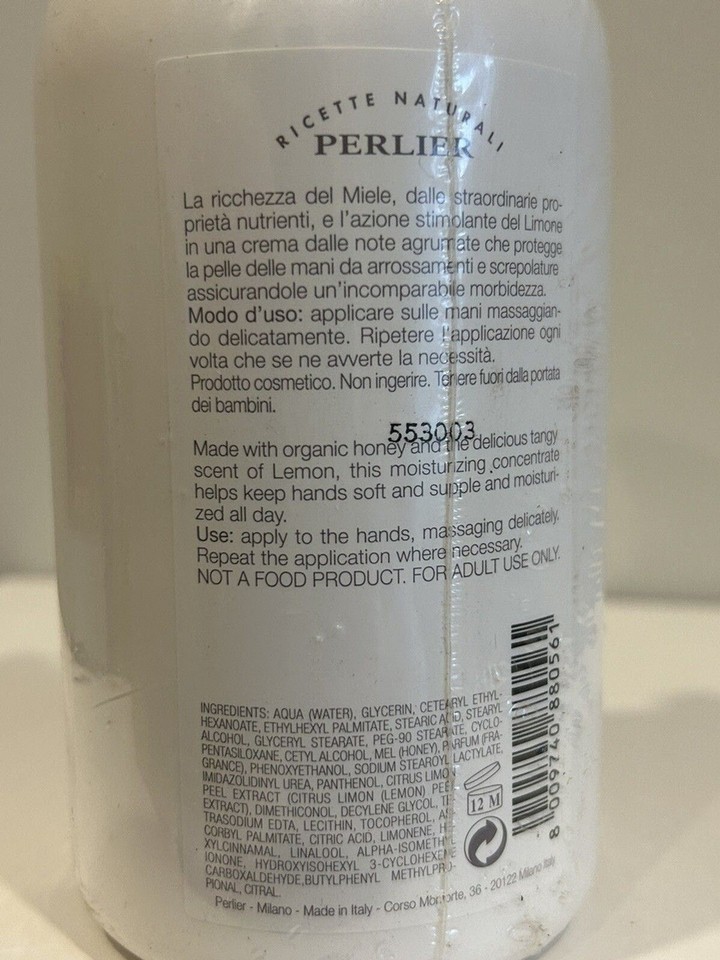 RICETTE NATURALI
PERLIER
La ricchezza del Miele, dalle straordinarie pro-
prietà nutrienti, e l'azione stimolante del Limone
in una crema dalle note agrumate che protegge
la pelle delle mani da arrossamenti e screpolature
assicurandole un'incomparabile morbidezza.
Modo d'uso: applicare sulle mani massaggian-
do delicatamente. Ripetere l'applicazione ogni
volta che se ne avverte la necessità.
Prodotto cosmetico. Non ingerire. Tenere fuori dalla portata
dei bambini.
553003
Made with organic honey and the delicious tangy
scent of Lemon, this moisturizing concentrate
helps keep hands soft and supple and moisturi-
zed all day.
Use: apply to the hands, massaging delicately.
Repeat the application where necessary.
NOT A FOOD PRODUCT. FOR ADULT USE ONLY.
INGREDIENTS: AQUA (WATER), GLYCERIN, CETEARYL ETHYL-
HEXANOATE, ETHYLHEXYL PALMITATE, STEARIC ACID, STEARYL
ALCOHOL, GLYCERYL STEARATE, PEG-90 STEARATE, CYCLO-
PENTASILOXANE, CETYL ALCOHOL, MEL (HONEY), PARFUM (FRA-
GRANCE), PHENOXYETHANOL, SODIUM STEAROYL LACTYLATE,
IMIDAZOLIDINYL UREA, PANTHENOL, CITRUS LIMON
PEEL EXTRACT (CITRUS LIMON (LEMON) PEEL
EXTRACT), DIMETHICONOL, DECYLENE GLYCOL,
TRASODIUM EDTA, LECITHIN, TOCOPHEROL,
CORBYL PALMITATE, CITRIC ACID, LIMONENE,
XYLCINNAMAL, LINALOOL, ALPHA-ISOMETHYL
IONONE, HYDROXYISOHEXYL 3-CYCLOHEXENE
CARBOXALDEHYDE,BUTYLPHENYL METHYLPRO-
PIONAL, CITRAL.
12 M
8 009740 880561
Perlier - Milano - Made in Italy - Corso Monforte, 36 - 20122 Milano Italy